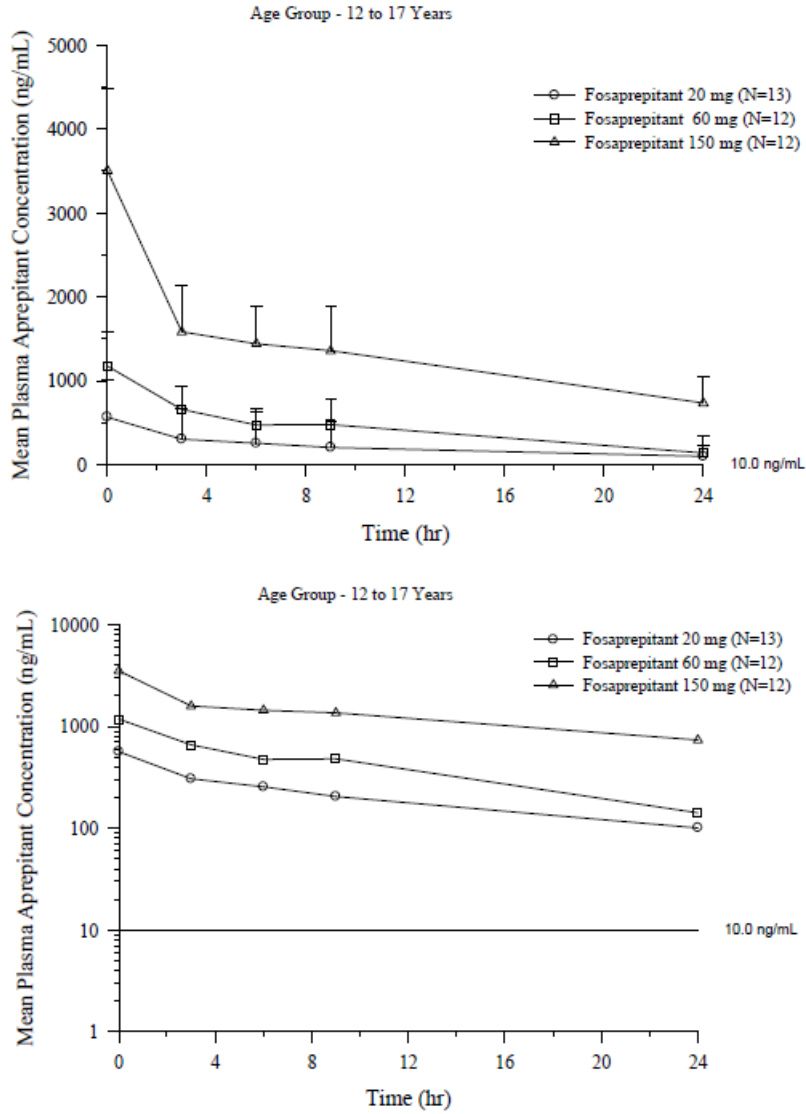 Age Group - 12 to 17 Years
Mean Plasma Aprepitant Concentration (ng/mL)
5000
4000
3000
2000
1000
0
Fosaprepitant 20 mg (N=13)
Fosaprepitant 60 mg (N=12)
Fosaprepitant 150 mg (N=12)
10.0 ng/mL
0 4 8 12 16 20 24
Time (hr)
Age Group - 12 to 17 Years
Mean Plasma Aprepitant Concentration (ng/mL)
10000
1000
100
10
1
Fosaprepitant 20 mg (N=13)
Fosaprepitant 60 mg (N=12)
Fosaprepitant 150 mg (N=12)
10.0 ng/mL
0 4 8 12 16 20 24
Time (hr)